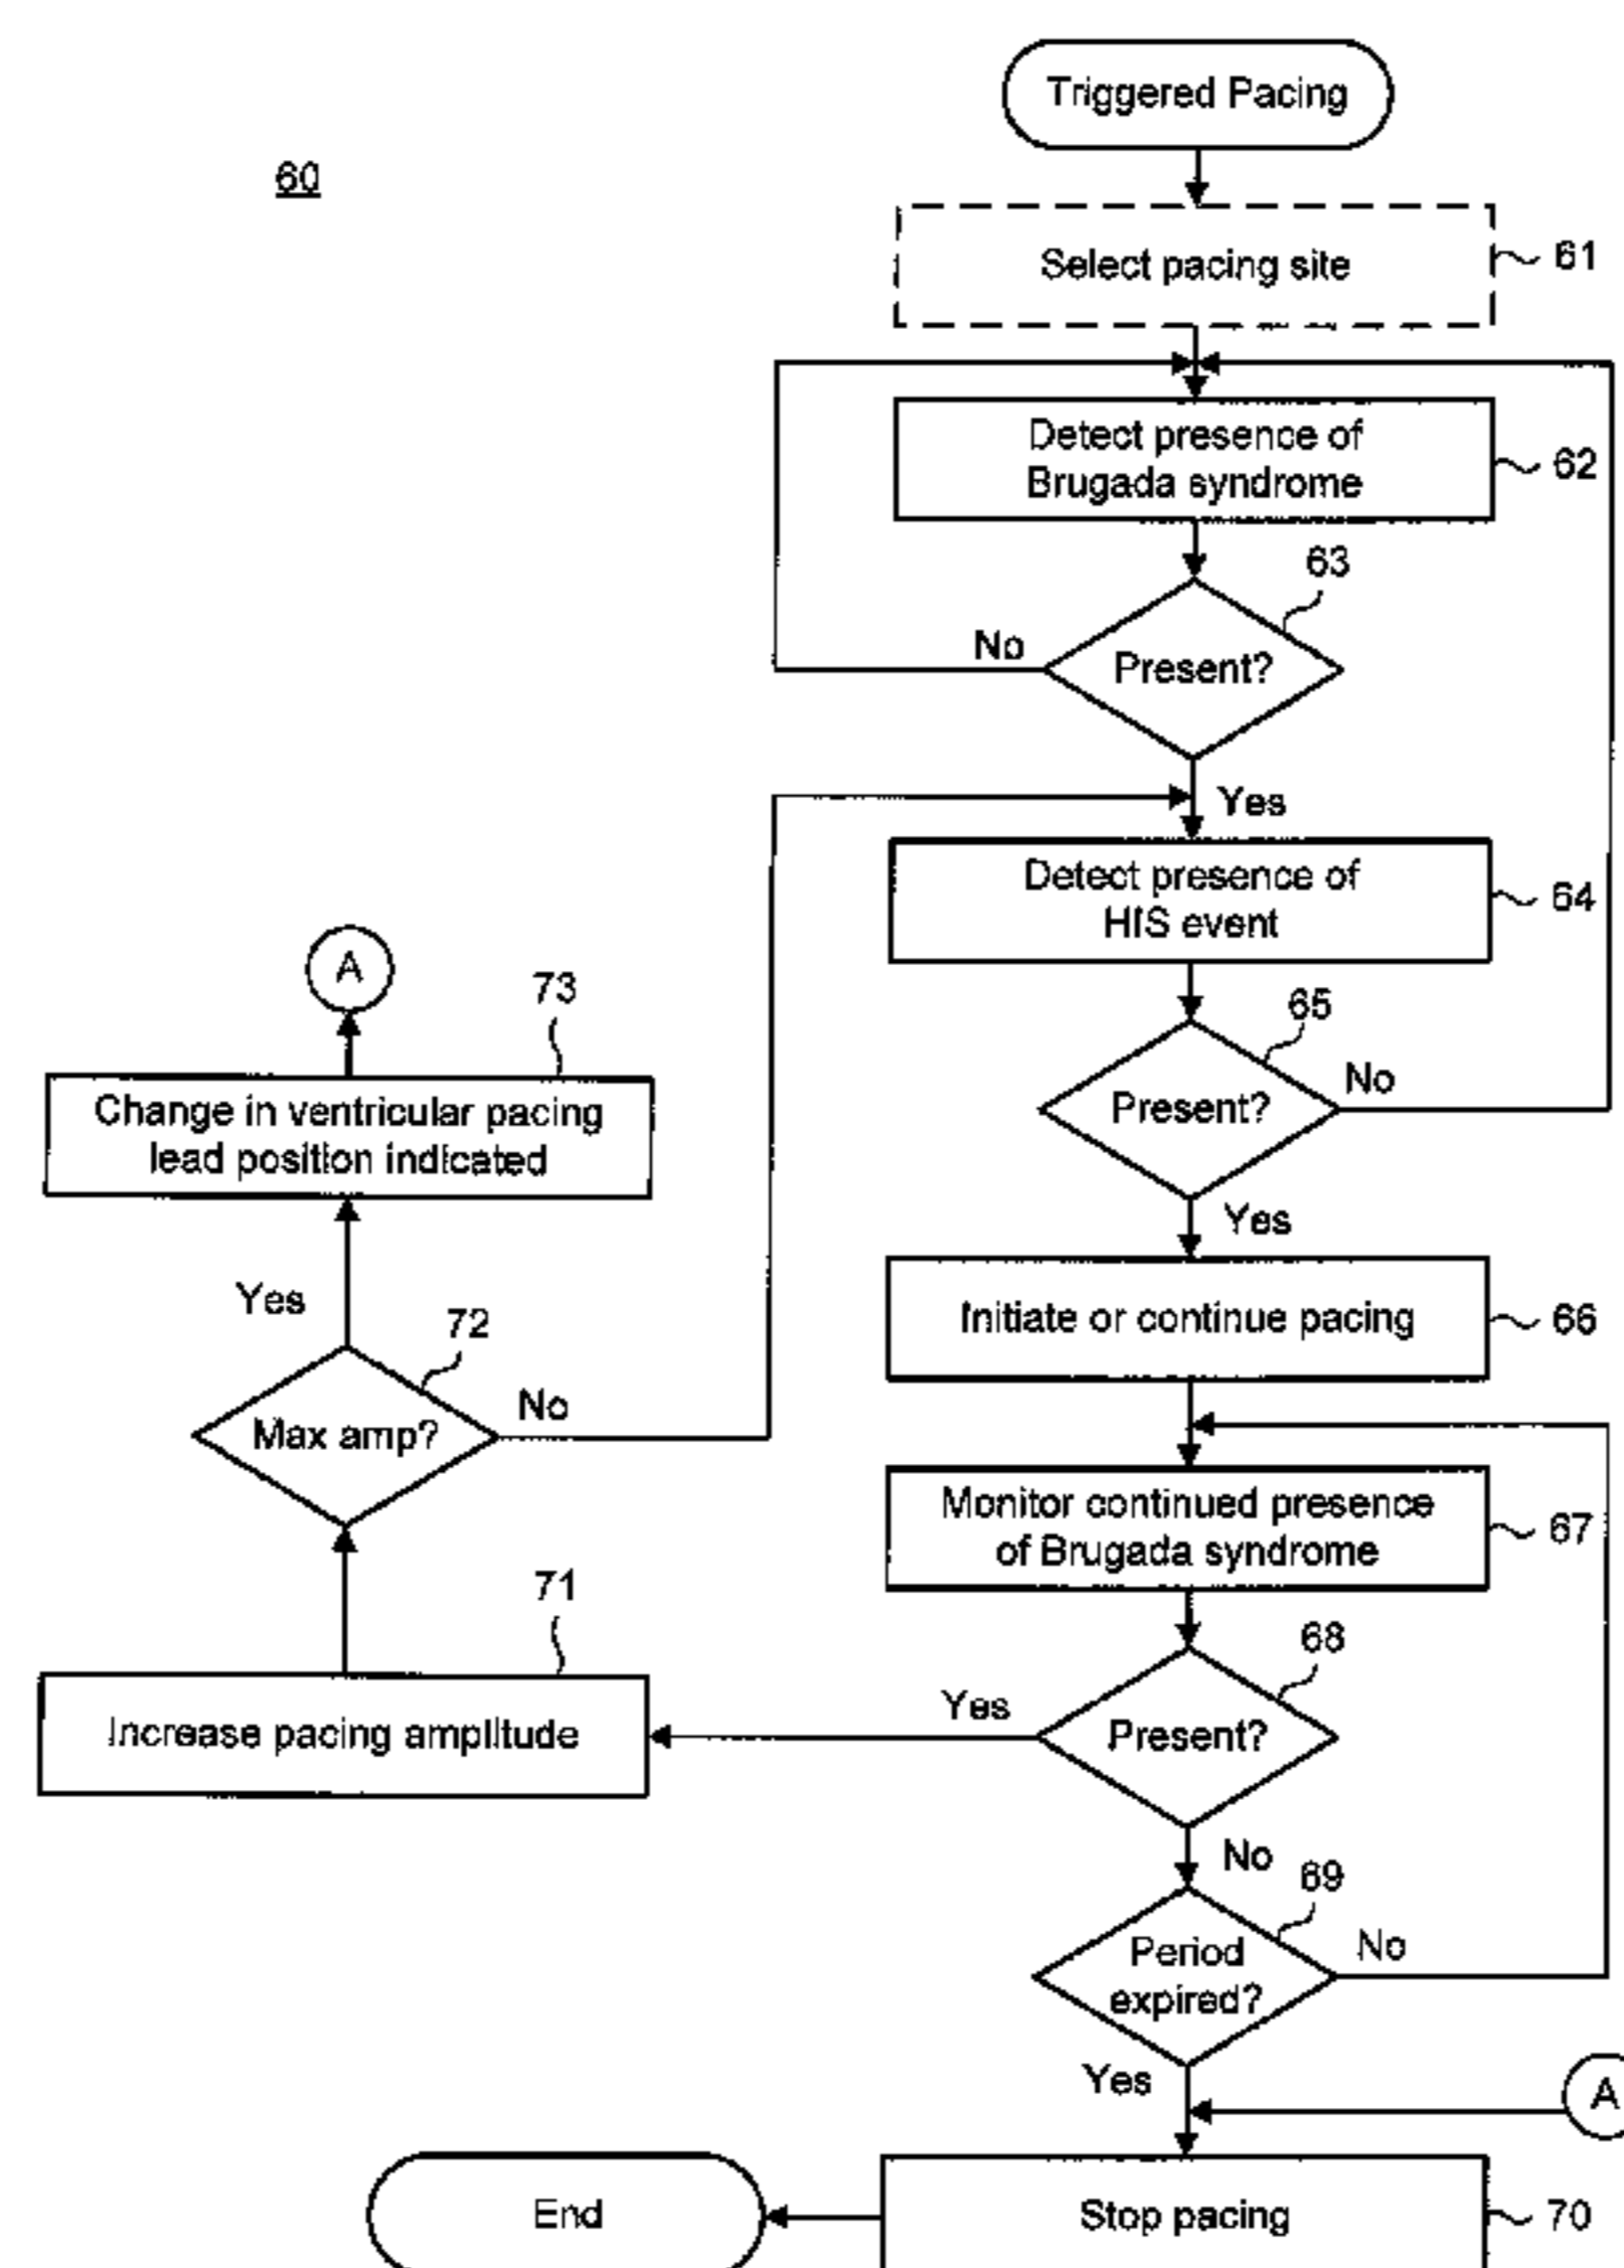 Triggered Pacing
60
Select pacing site
61
Detect presence of
Brugada syndrome
62
63
No
Present?
Yes
Detect presence of
HIS event
64
A
73
65
Change in ventricular pacing
lead position indicated
Present?
No
Yes
Yes
Initiate or continue pacing
66
72
Max amp?
No
Monitor continued presence
of Brugada syndrome
67
71
68
Increase pacing amplitude
Yes
Present?
No
69
Period
expired?
No
Yes
A
End
Stop pacing
70